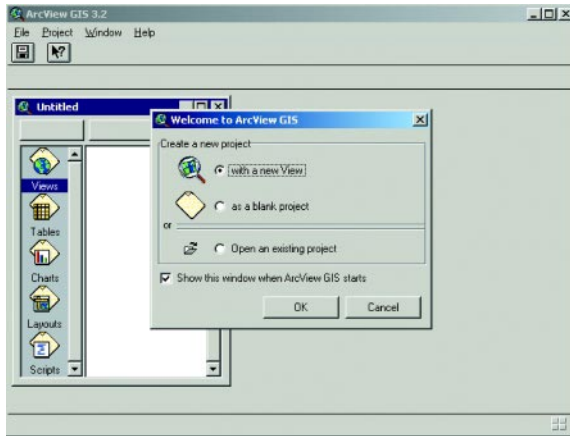 ArcView GIS 3.2
File Project Window Help
Untitled
Welcome to ArcView GIS
Create a new project
with a new View
as a blank project
or
Open an existing project
Show this window when ArcView GIS starts
OK Cancel
Views
Tables
Charts
Layouts
Scripts